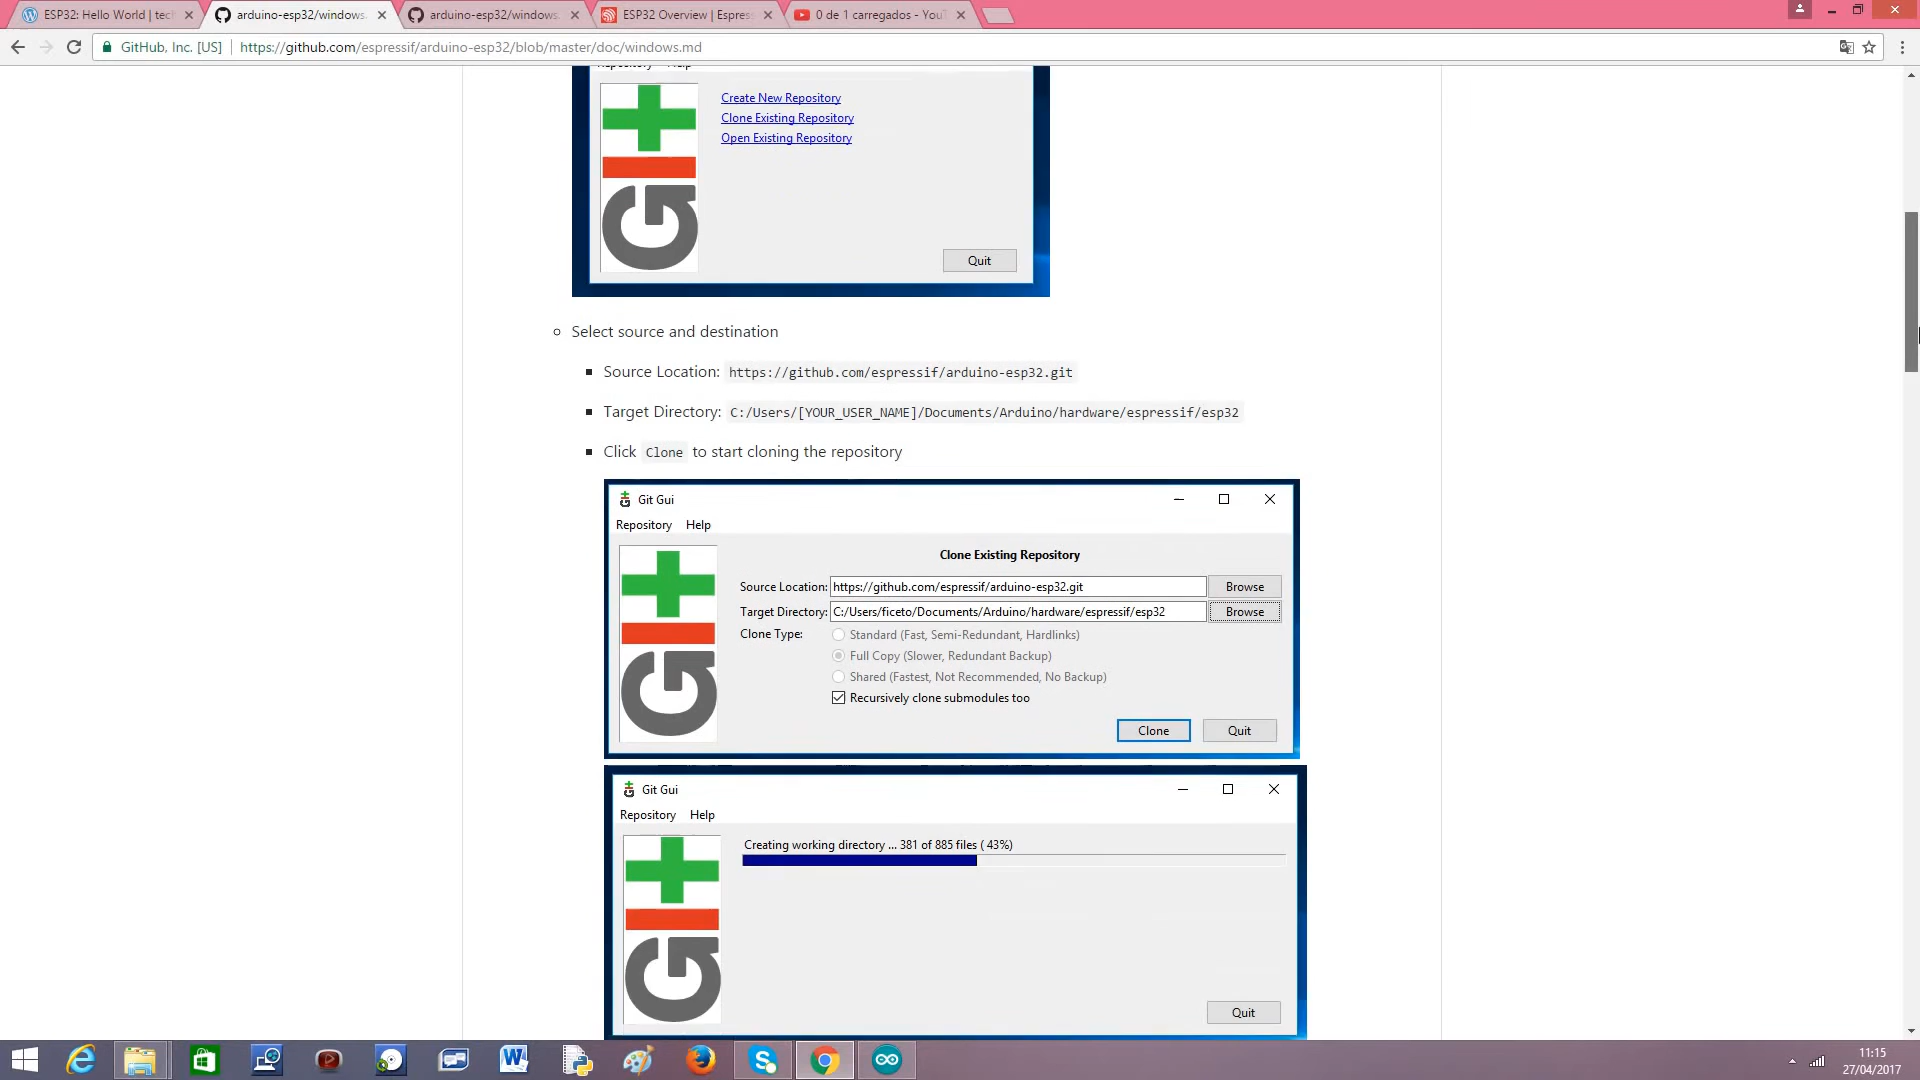 ESP32: Hello World | tech
arduino-esp32/windows.
arduino-esp32/windows.
ESP32 Overview | Espres
0 de 1 carregados - YouT
GitHub, Inc. [US]
https://github.com/espressif/arduino-esp32/blob/master/doc/windows.md
Repository Help
Create New Repository
Clone Existing Repository
Open Existing Repository
GIT
Quit
Select source and destination
Source Location: https://github.com/espressif/arduino-esp32.git
Target Directory: C:/Users/[YOUR_USER_NAME]/Documents/Arduino/hardware/espressif/esp32
Click Clone to start cloning the repository
Git Gui
Repository Help
GIT
Clone Existing Repository
Source Location: https://github.com/espressif/arduino-esp32.git Browse
Target Directory: C:/Users/ficeto/Documents/Arduino/hardware/espressif/esp32 Browse
Clone Type: Standard (Fast, Semi-Redundant, Hardlinks)
Full Copy (Slower, Redundant Backup)
Shared (Fastest, Not Recommended, No Backup)
Recursively clone submodules too
Clone Quit
Git Gui
Repository Help
GIT
Creating working directory ... 381 of 885 files ( 43%)
Quit
11:15
27/04/2017